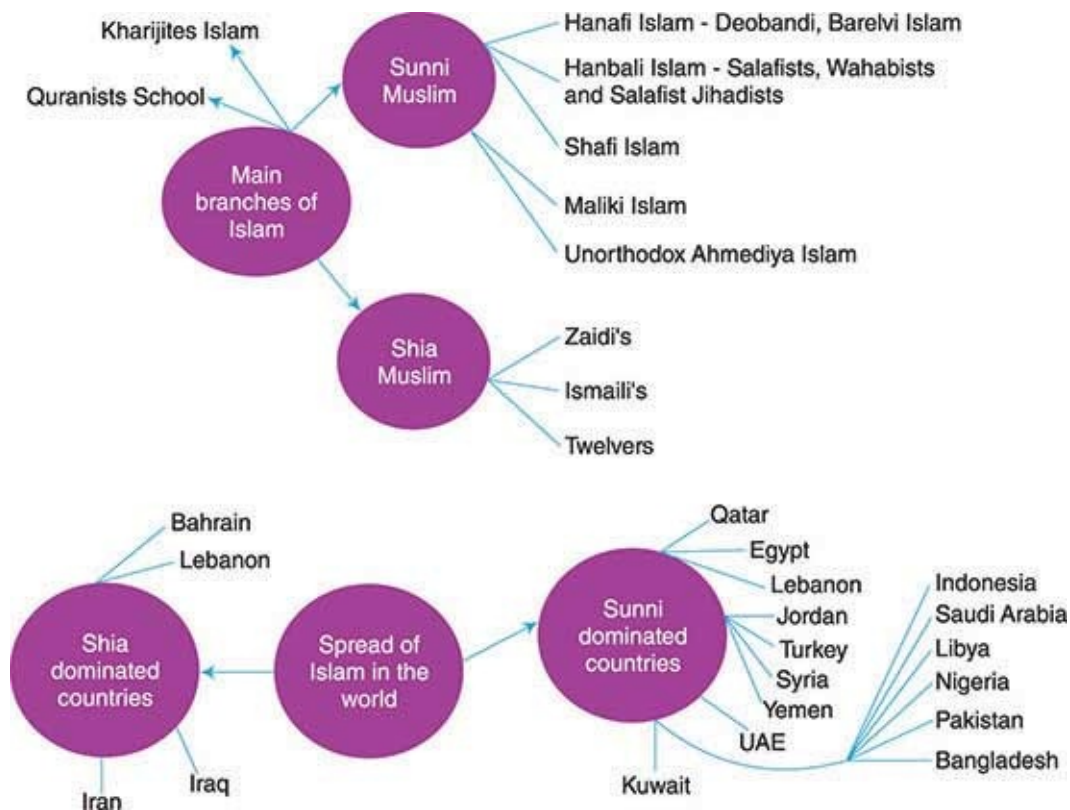 Kharijites Islam
Quranists School
Main
branches of
Islam
Sunni
Muslim
Hanafi Islam - Deobandi, Barelvi Islam
Hanbali Islam - Salafists, Wahabists
and Salafist Jihadists
Shafi Islam
Maliki Islam
Unorthodox Ahmediya Islam
Shia
Muslim
Zaidi's
Ismaili's
Twelvers
Bahrain
Lebanon
Shia
dominated
countries
Iran
Iraq
Spread of
Islam in the
world
Sunni
dominated
countries
Qatar
Egypt
Lebanon
Jordan
Turkey
Syria
Yemen
UAE
Kuwait
Indonesia
Saudi Arabia
Libya
Nigeria
Pakistan
Bangladesh